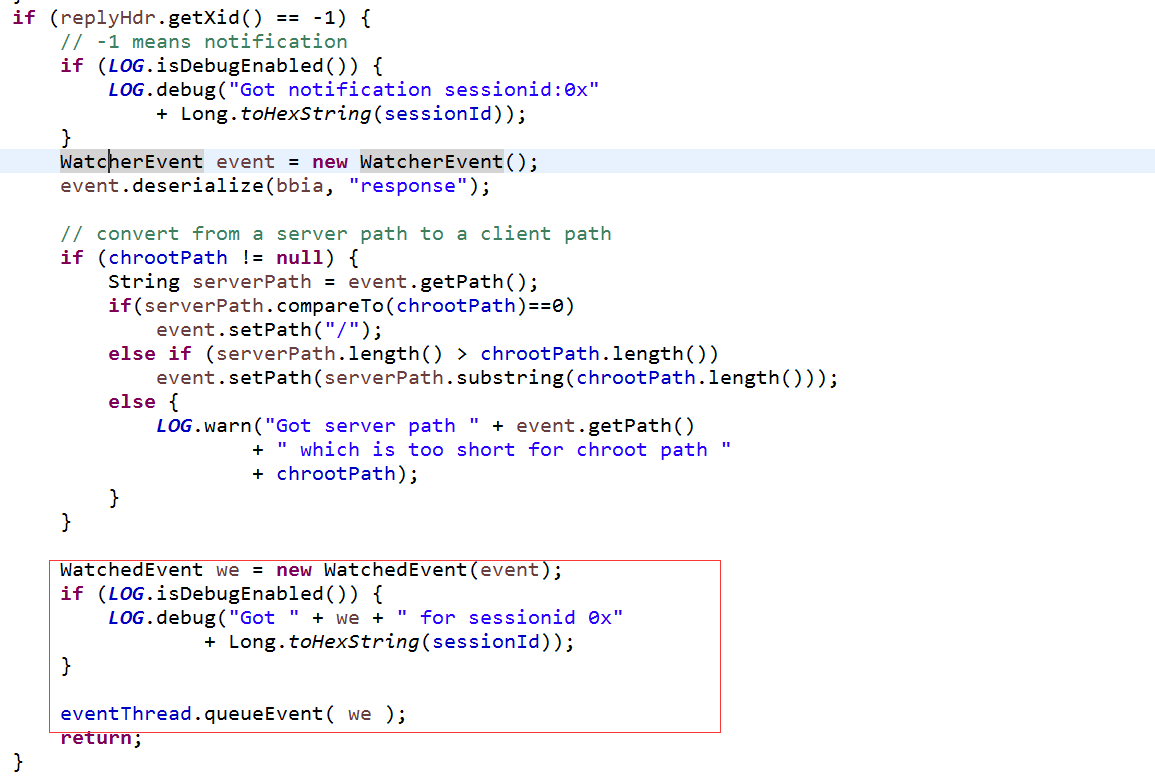 if (replyHdr.getXid() == -1) {
// -1 means notification
if (LOG.isDebugEnabled()) {
LOG.debug("Got notification sessionid:0x"
+ Long.toHexString(sessionId));
}
WatcherEvent event = new WatcherEvent();
event.deserialize(bbia, "response");
// convert from a server path to a client path
if (chrootPath != null) {
String serverPath = event.getPath();
if(serverPath.compareTo(chrootPath)==0)
event.setPath("/");
else if (serverPath.length() > chrootPath.length())
event.setPath(serverPath.substring(chrootPath.length()));
else {
LOG.warn("Got server path " + event.getPath()
+ " which is too short for chroot path "
+ chrootPath);
}
}
WatchedEvent we = new WatchedEvent(event);
if (LOG.isDebugEnabled()) {
LOG.debug("Got " + we + " for sessionid 0x"
+ Long.toHexString(sessionId));
}
eventThread.queueEvent( we );
return;
}